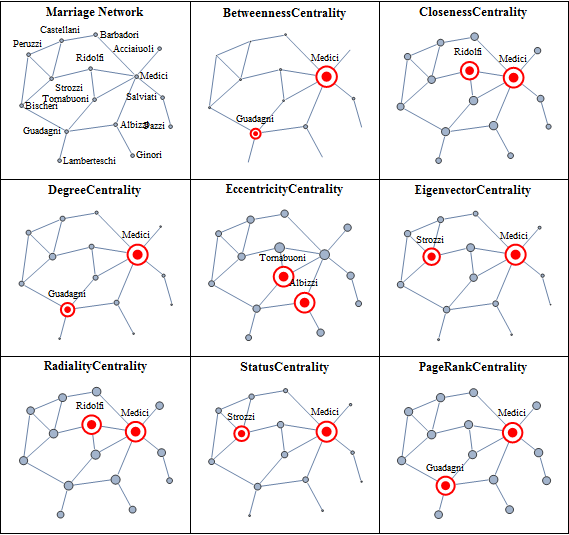 Marriage Network
Castellani
Barbadori
Peruzzi
Acciaiuoli
Ridolfi
Medici
Strozzi
Tornabuoni
Salviati
Bischeri
Guadagni
Albizzi
Pazzi
Lamberteschi
Ginori
BetweennessCentrality
Medici
Guadagni
ClosenessCentrality
Ridolfi
Medici
DegreeCentrality
Medici
Guadagni
EccentricityCentrality
Tornabuoni
Albizzi
EigenvectorCentrality
Strozzi
Medici
RadialityCentrality
Ridolfi
Medici
StatusCentrality
Strozzi
Medici
PageRankCentrality
Medici
Guadagni